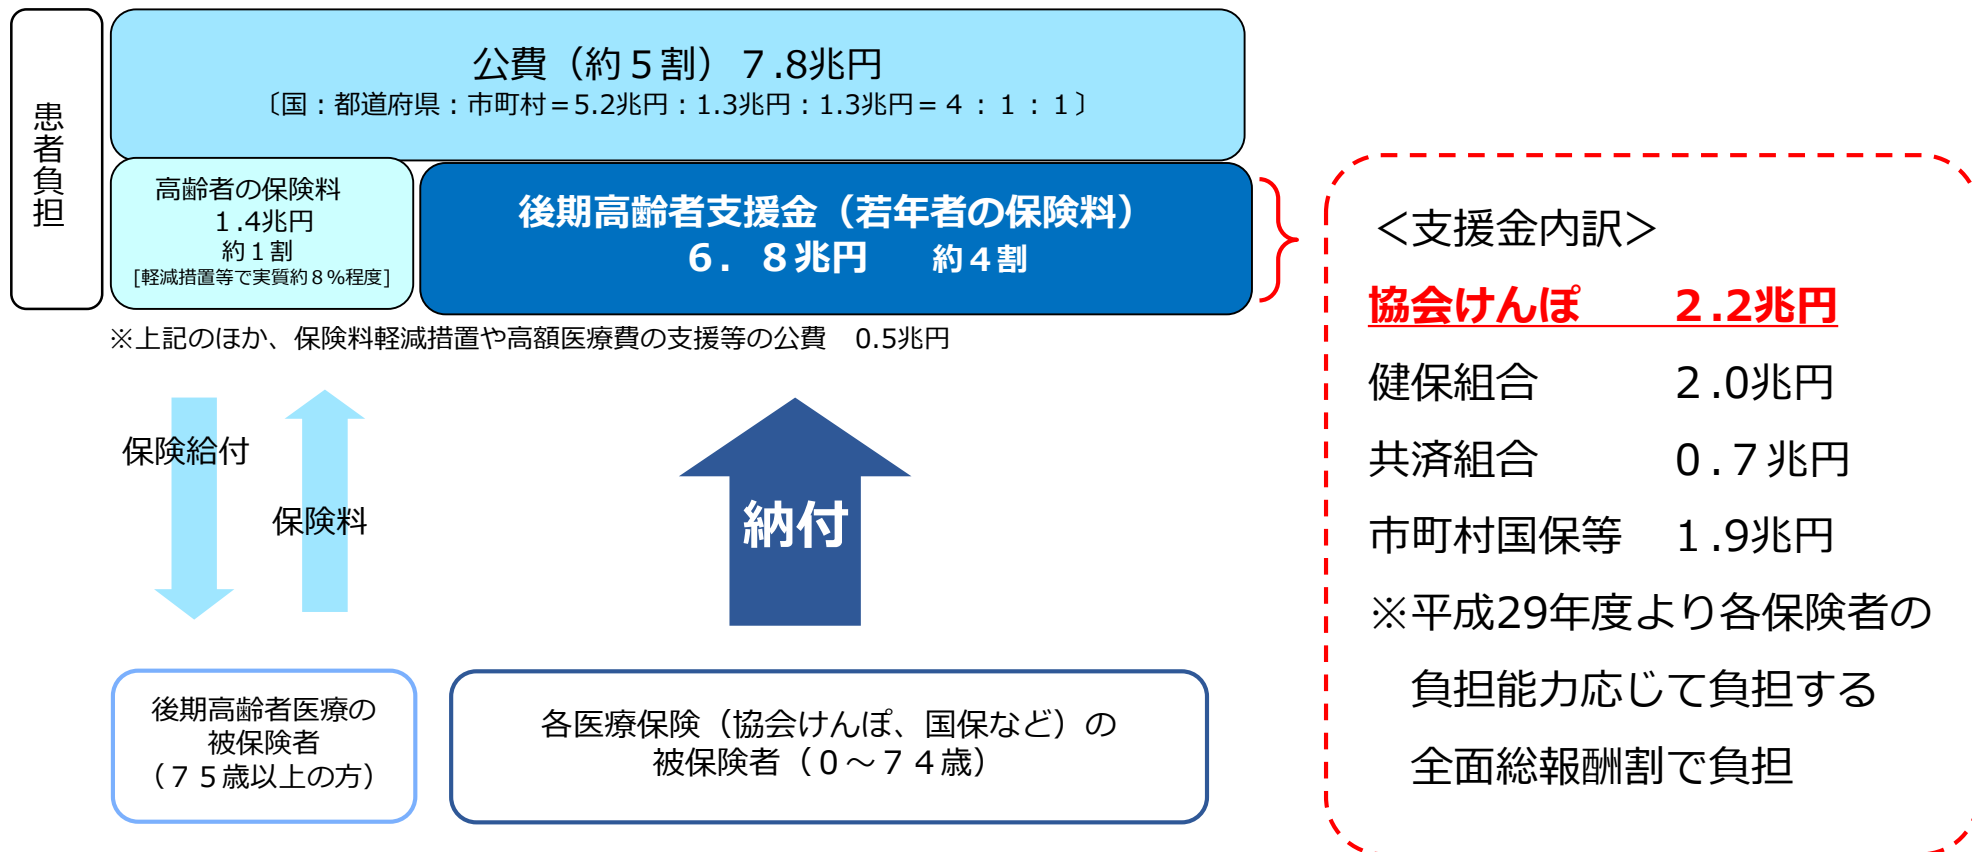 患者負担
公費（約５割）７.8兆円
〔国：都道府県：市町村＝5.2兆円：1.3兆円：1.3兆円＝４：１：１〕
高齢者の保険料
１.4兆円
約１割
[軽減措置等で実質約８％程度]
後期高齢者支援金（若年者の保険料）
６．８兆円　　約４割
※上記のほか、保険料軽減措置や高額医療費の支援等の公費　0.5兆円
保険給付
保険料
納付
後期高齢者医療の
被保険者
（７５歳以上の方）
各医療保険（協会けんぽ、国保など）の
被保険者（０～７４歳）
＜支援金内訳＞
協会けんぽ　　２.2兆円
健保組合　　　２.0兆円
共済組合　　　０.７兆円
市町村国保等　１.9兆円
※平成29年度より各保険者の
負担能力応じて負担する
全面総報酬割で負担